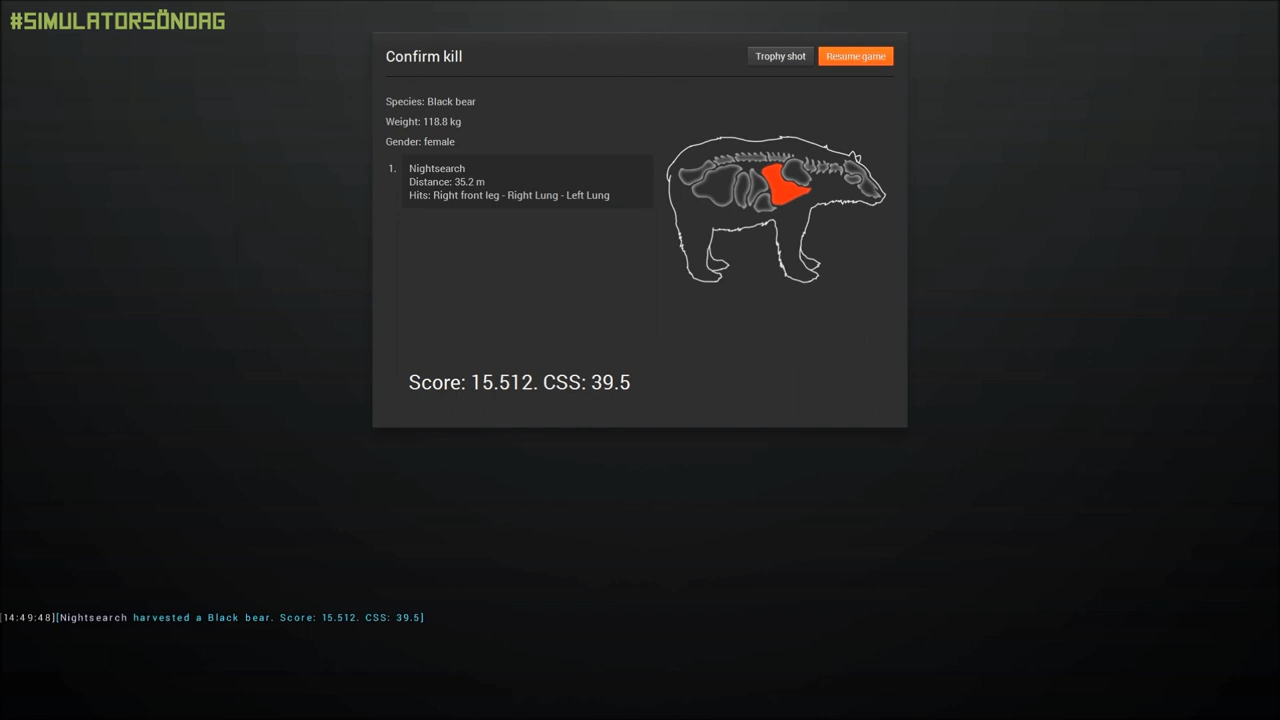 #SIMULATORSÖNDAG
Confirm kill
Trophy shot
Resume game
Species: Black bear
Weight: 118.8 kg
Gender: female
1.
Nightsearch
Distance: 35.2 m
Hits: Right front leg - Right Lung - Left Lung
Score: 15.512. CSS: 39.5
[14:49:48][Nightsearch harvested a Black bear. Score: 15.512. CSS: 39.5]